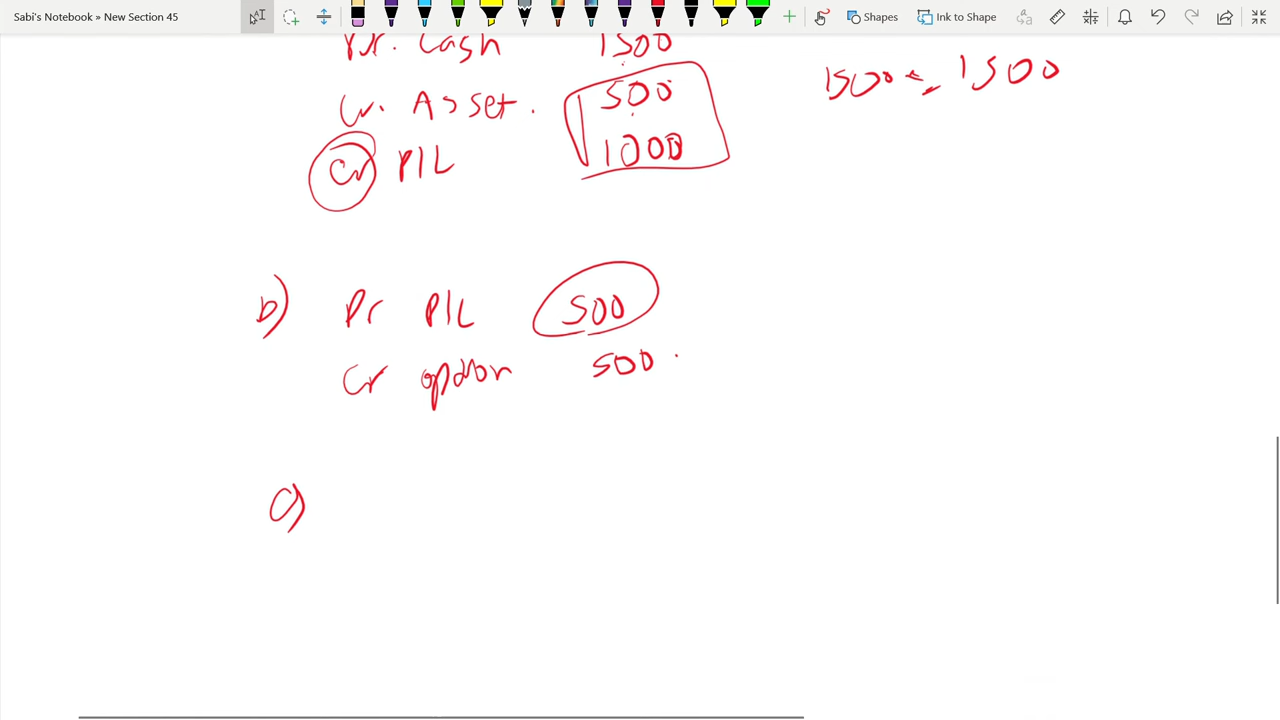 Sabi's Notebook » New Section 45
Shapes
Ink to Shape
Dr. Cash 1500
Cr. Asset. 500
Cr P/L 1000
1500 1500
b) Dr P/L 500
Cr option 500